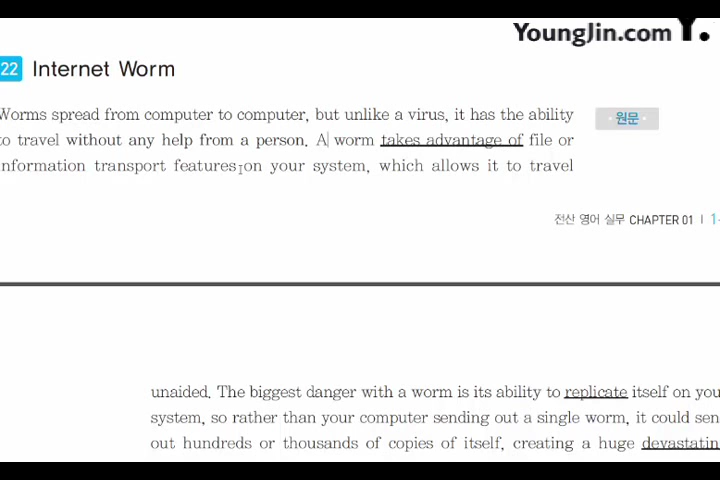 YoungJin.com Y.
22 Internet Worm
Worms spread from computer to computer, but unlike a virus, it has the ability
· 원문 ·
to travel without any help from a person. A worm takes advantage of file or
information transport features on your system, which allows it to travel
전산 영어 실무 CHAPTER 01 |
unaided. The biggest danger with a worm is its ability to replicate itself on
system, so rather than your computer sending out a single worm, it could
out hundreds or thousands of copies of itself, creating a huge